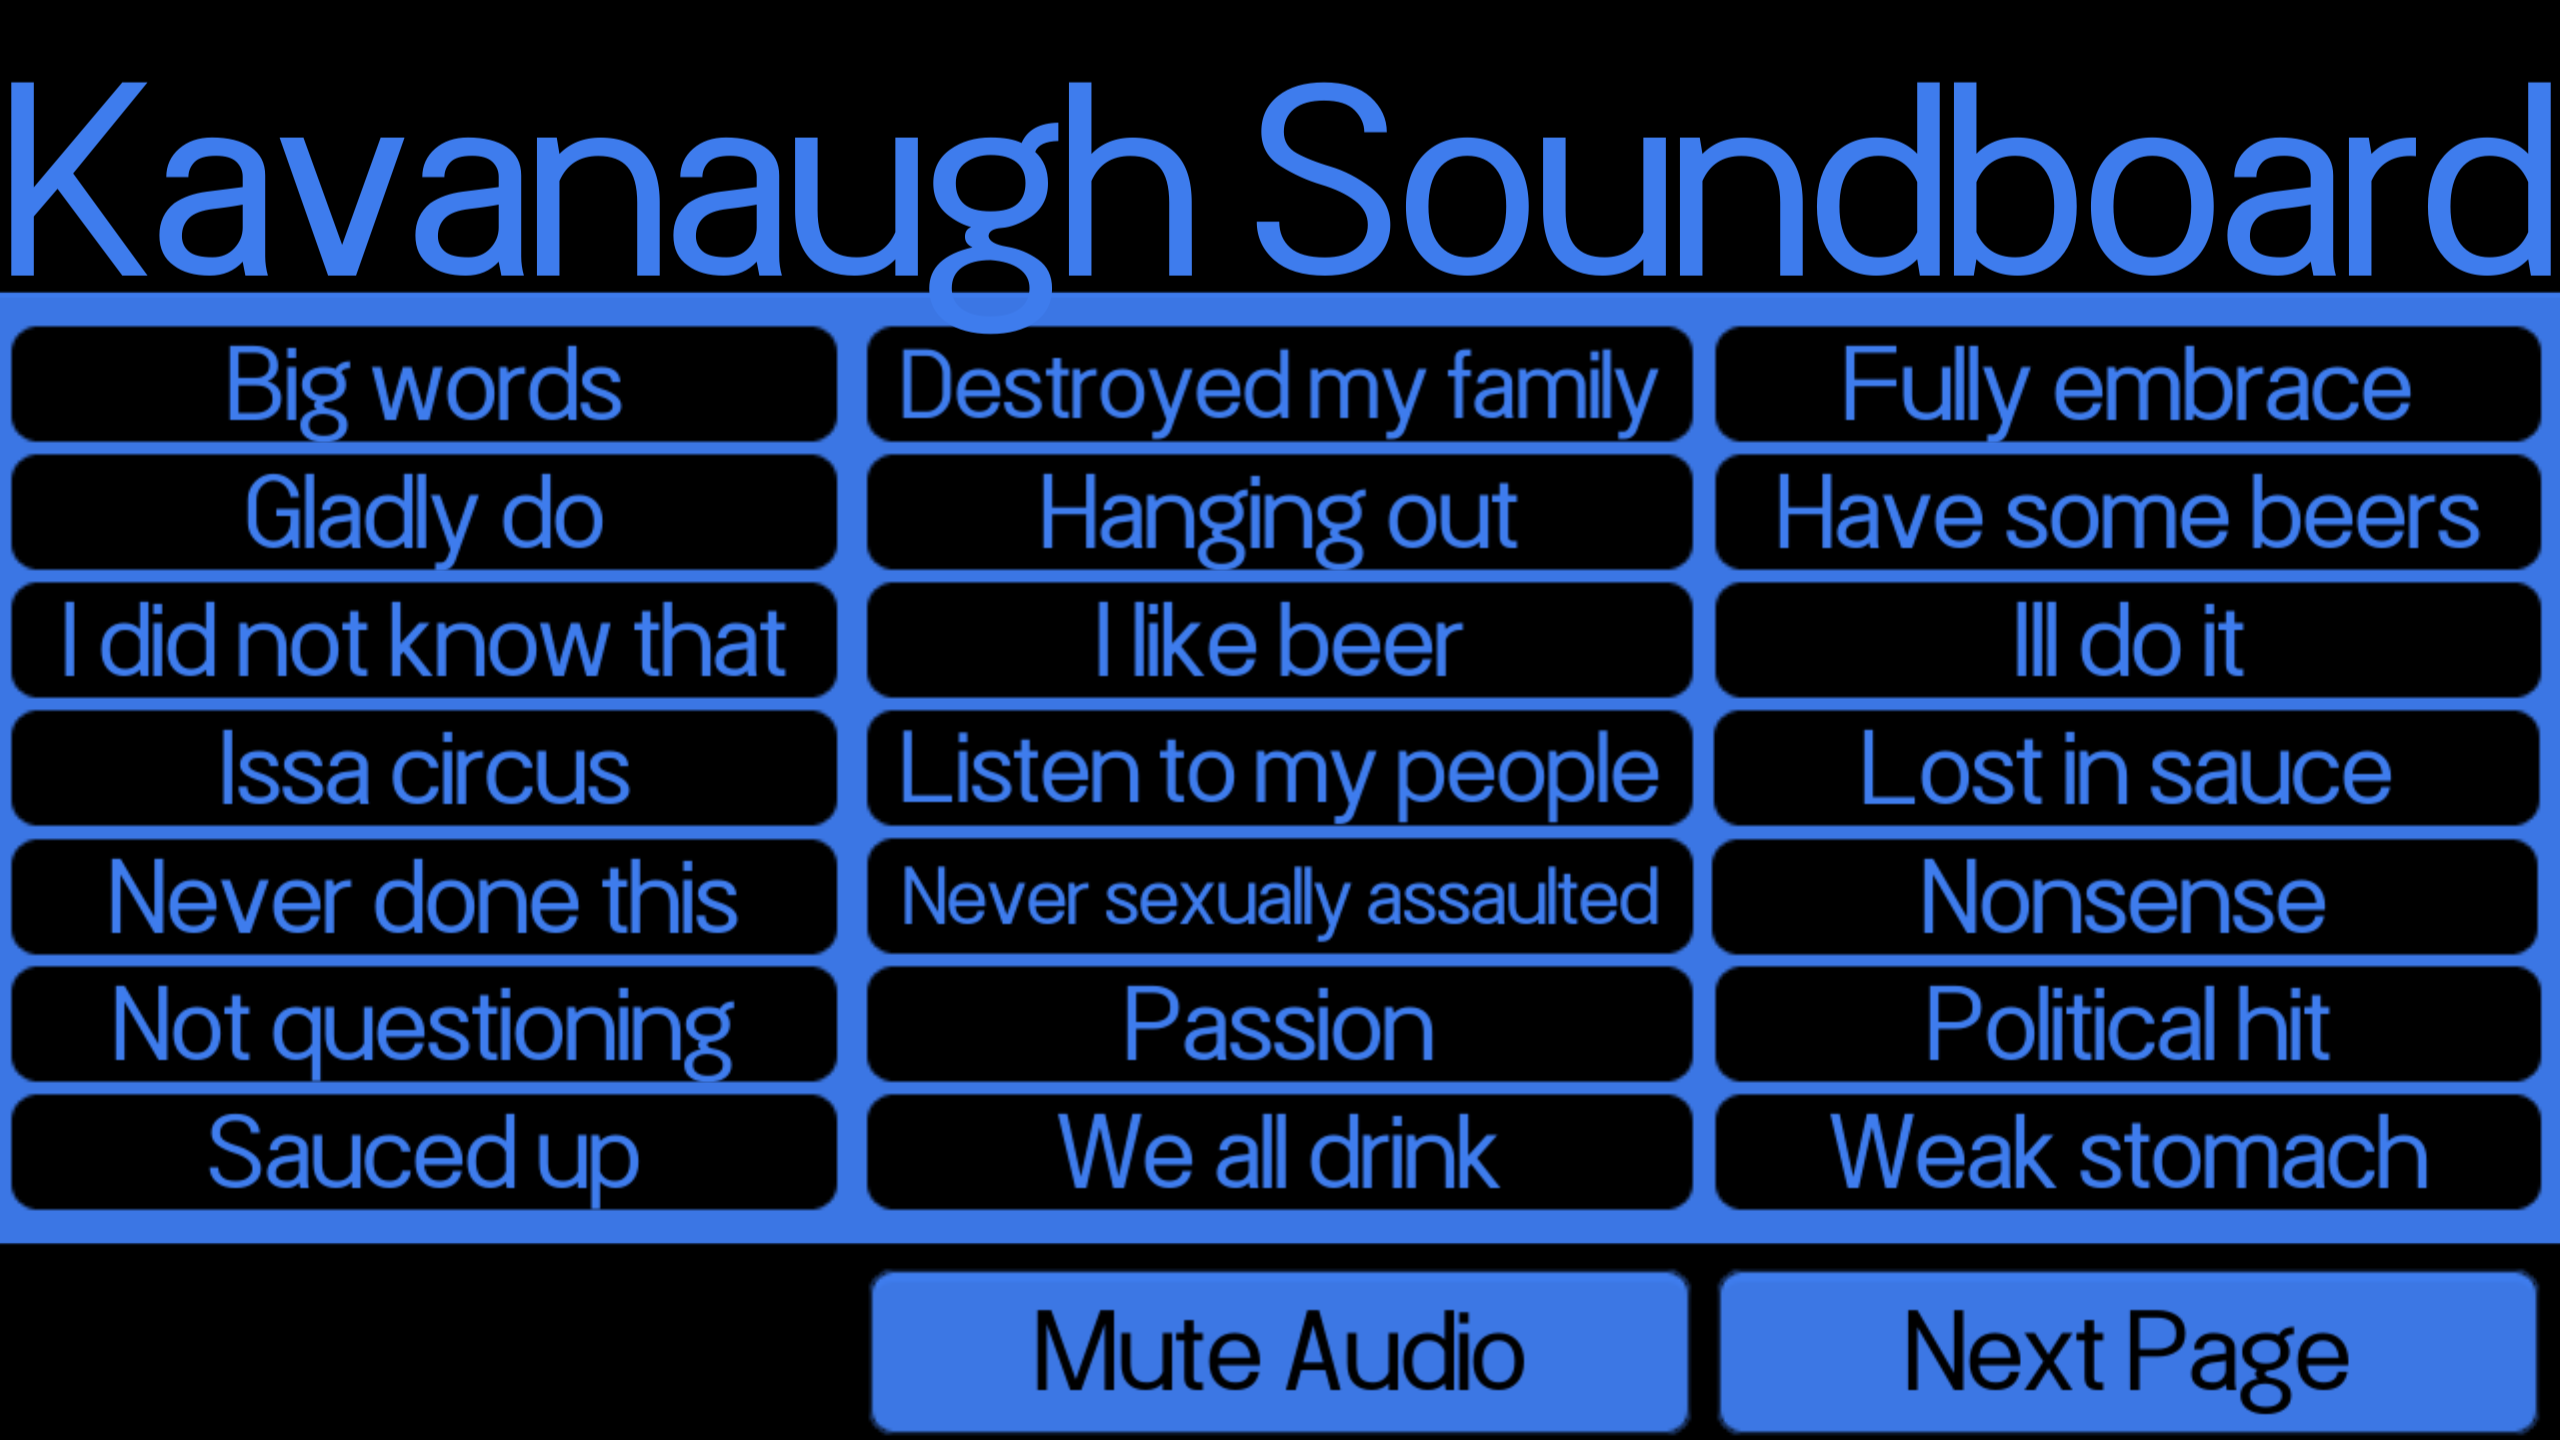 Kavanaugh Soundboard
Big words
Destroyed my family
Fully embrace
Gladly do
Hanging out
Have some beers
I did not know that
I like beer
Ill do it
Issa circus
Listen to my people
Lost in sauce
Never done this
Never sexually assaulted
Nonsense
Not questioning
Passion
Political hit
Sauced up
We all drink
Weak stomach
Mute Audio
Next Page